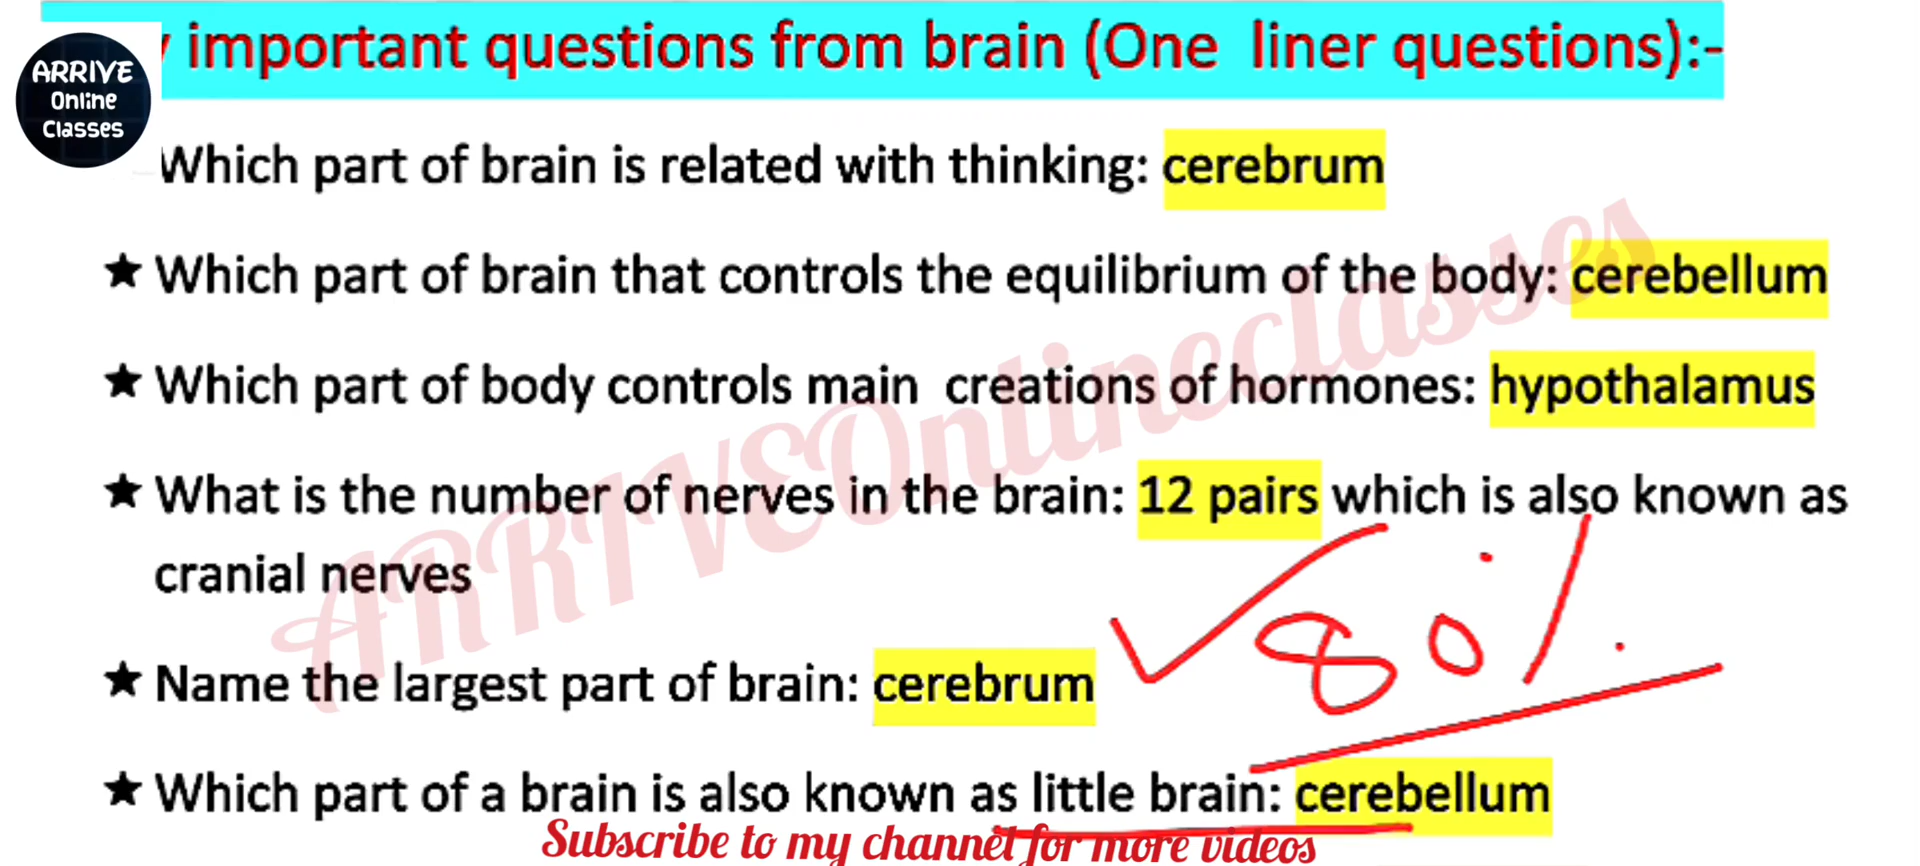 ARRIVE
Online
Classes
important questions from brain (One liner questions):-
Which part of brain is related with thinking: cerebrum
★ Which part of brain that controls the equilibrium of the body: cerebellum
★ Which part of body controls main creations of hormones: hypothalamus
★ What is the number of nerves in the brain: 12 pairs which is also known as
cranial nerves
★ Name the largest part of brain: cerebrum
80%
★ Which part of a brain is also known as little brain: cerebellum
ARRIVEOnlineclasses
Subscribe to my channel for more videos